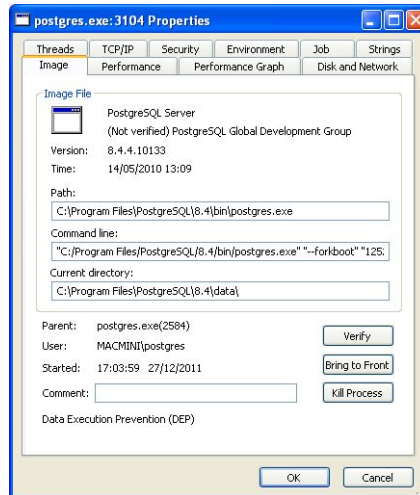 postgres.exe:3104 Properties
Threads TCP/IP Security Environment Job Strings
Image Performance Performance Graph Disk and Network
Image File
PostgreSQL Server
(Not verified) PostgreSQL Global Development Group
Version: 8.4.4.10133
Time: 14/05/2010 13:09
Path:
C:\Program Files\PostgreSQL\8.4\bin\postgres.exe
Command line:
"C:/Program Files/PostgreSQL/8.4/bin/postgres.exe" "--forkboot" "125.
Current directory:
C:\Program Files\PostgreSQL\8.4\data\
Parent: postgres.exe(2584)
User: MACMINI\postgres
Verify
Started: 17:03:59 27/12/2011
Bring to Front
Comment:
Kill Process
Data Execution Prevention (DEP)
OK Cancel